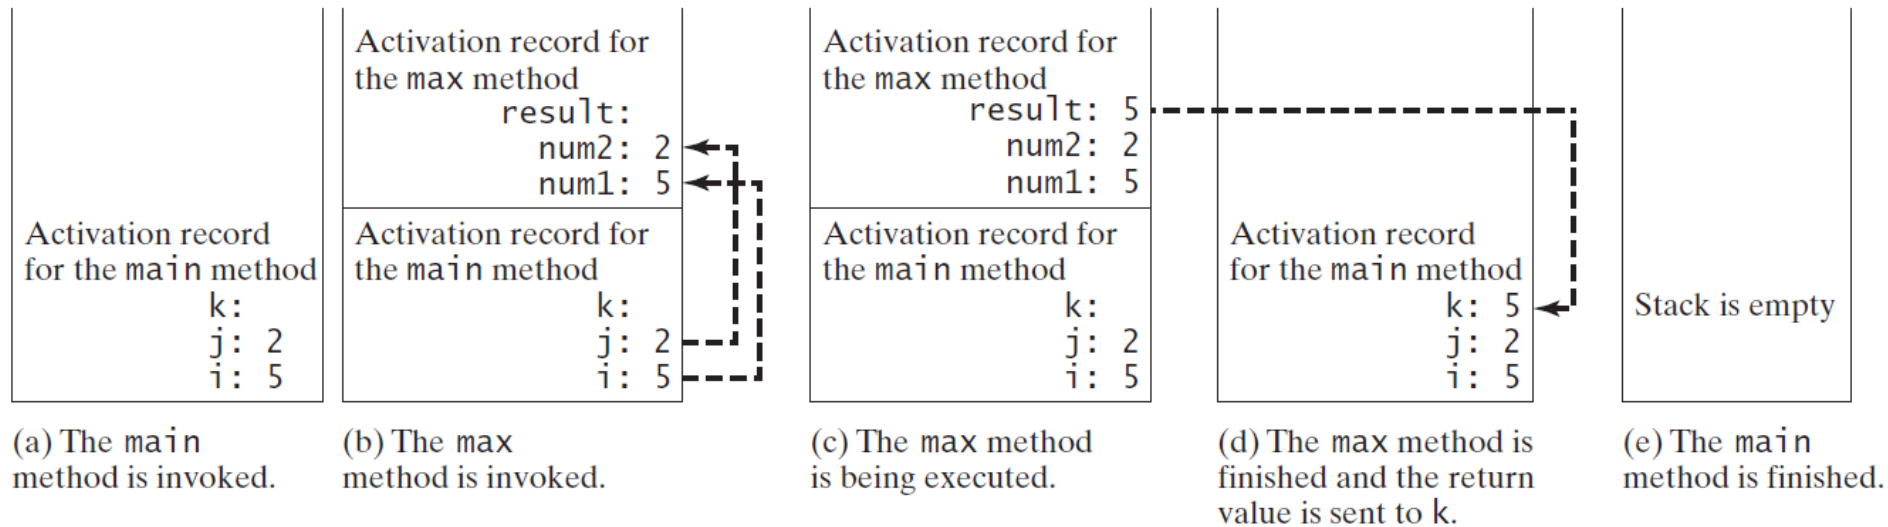 Activation record
for the main method
k:
j: 2
i: 5
(a) The main
method is invoked.
Activation record for
the max method
result:
num2: 2
num1: 5
Activation record for
the main method
k:
j: 2
i: 5
(b) The max
method is invoked.
Activation record for
the max method
result: 5
num2: 2
num1: 5
Activation record for
the main method
k:
j: 2
i: 5
(c) The max method
is being executed.
Activation record
for the main method
k: 5
j: 2
i: 5
(d) The max method is
finished and the return
value is sent to k.
Stack is empty
(e) The main
method is finished.